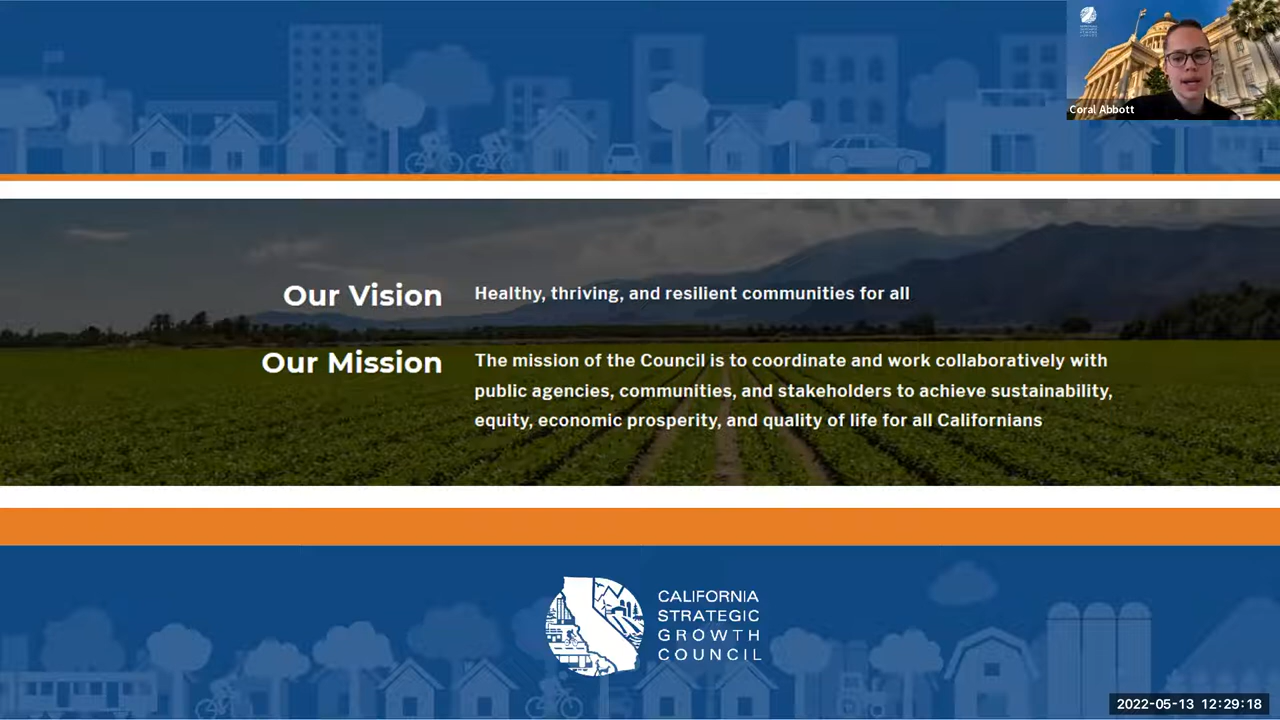 Coral Abbott
Our Vision
Healthy, thriving, and resilient communities for all
Our Mission
The mission of the Council is to coordinate and work collaboratively with
public agencies, communities, and stakeholders to achieve sustainability,
equity, economic prosperity, and quality of life for all Californians
CALIFORNIA
STRATEGIC
GROWTH
COUNCIL
2022-05-13 12:29:18